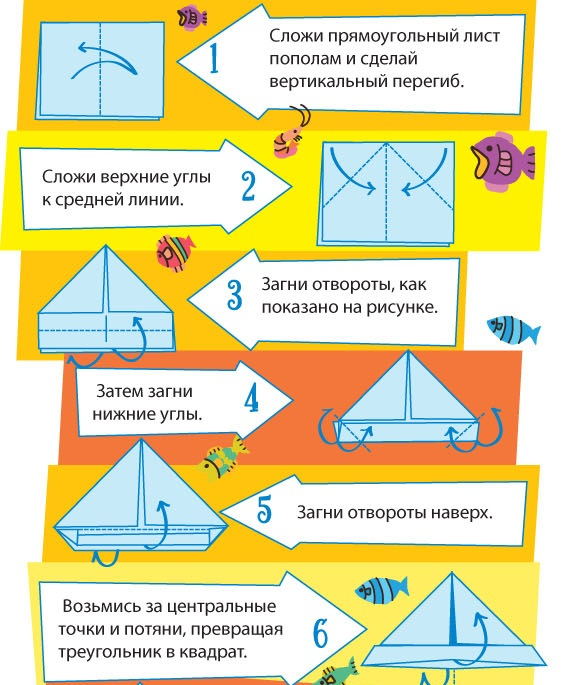 1
Сложи прямоугольный лист
пополам и сделай
вертикальный перегиб.
Сложи верхние углы
к средней линии.
2
3
Загни отвороты, как
показано на рисунке.
Затем загни
нижние углы.
4
5
Загни отвороты наверх.
Возьмись за центральные
точки и потяни, превращая
треугольник в квадрат.
6